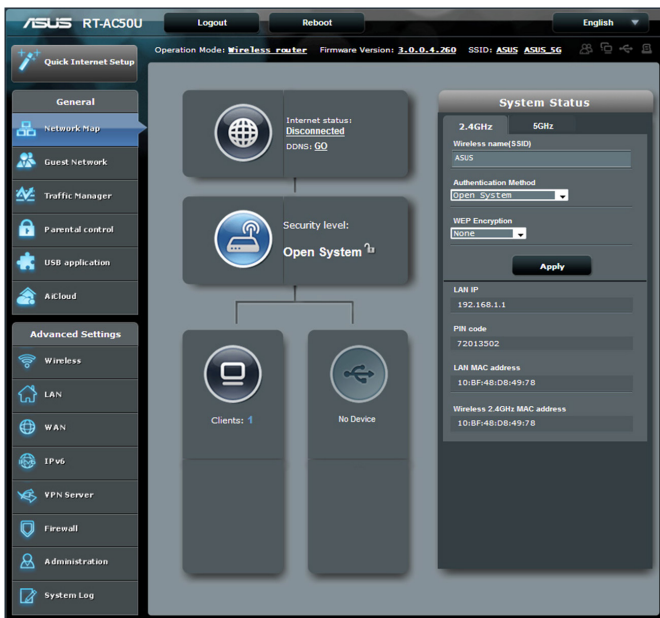 ASUS RT-AC50U
Logout
Reboot
English
Quick Internet Setup
Operation Mode: Wireless router Firmware Version: 3.0.0.4.260 SSID: ASUS ASUS_5G
General
Network Map
Guest Network
Traffic Manager
Parental control
USB application
AiCloud
Advanced Settings
Wireless
LAN
WAN
IPv6
VPN Server
Firewall
Administration
System Log
Internet status:
Disconnected
DDNS: GO
Security level:
Open System
Clients: 1
No Device
System Status
2.4GHz 5GHz
Wireless name(SSID)
ASUS
Authentication Method
Open System
WEP Encryption
None
Apply
LAN IP
192.168.1.1
PIN code
72013502
LAN MAC address
10:BF:48:D8:49:78
Wireless 2.4GHz MAC address
10:BF:48:D8:49:78